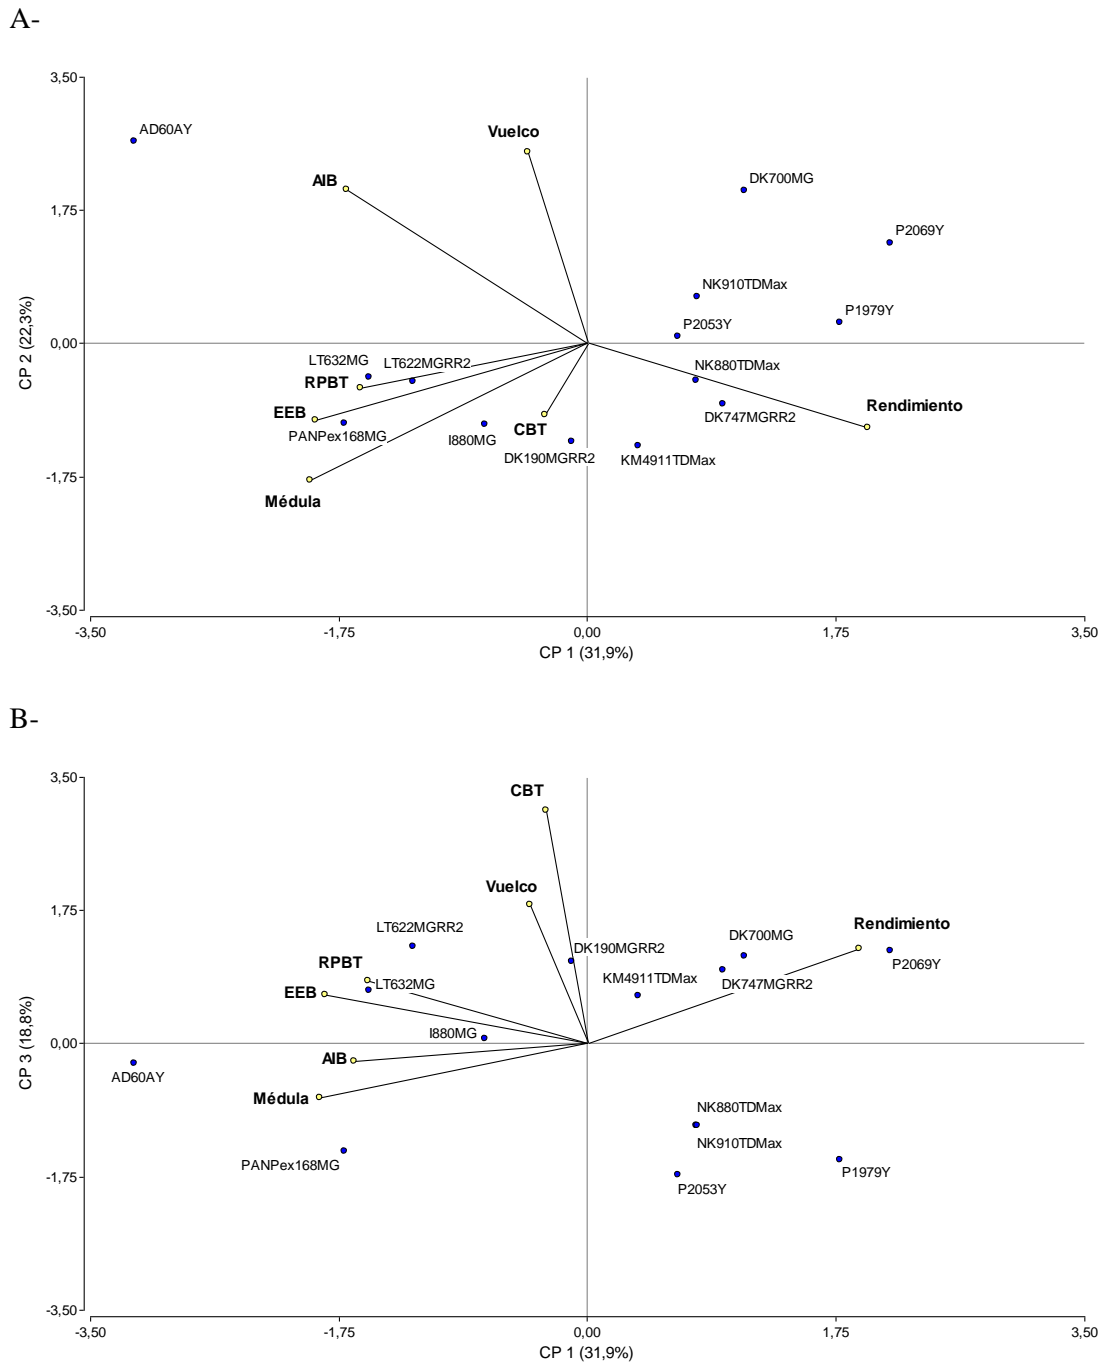 A-
3,50
AD60AY
Vuelco
AIB
DK700MG
1,75
P2069Y
NK910TDMax
P1979Y
P2053Y
CP 2 (22,3%)
0,00
LT632MG
LT622MGRR2
NK880TDMax
RPBT
EEB
Rendimiento
DK747MGRR2
PANPex168MG
I880MG
CBT
DK190MGRR2
KM4911TDMax
-1,75
Médula
-3,50
-3,50
-1,75
0,00
1,75
3,50
CP 1 (31,9%)
B-
3,50
CBT
Vuelco
1,75
LT622MGRR2
Rendimiento
DK700MG
DK190MGRR2
P2069Y
RPBT
KM4911TDMax
LT632MG
DK747MGRR2
EEB
I880MG
CP 3 (18,8%)
0,00
AIB
AD60AY
Médula
NK880TDMax
NK910TDMax
PANPex168MG
P1979Y
-1,75
P2053Y
-3,50
-3,50
-1,75
0,00
1,75
3,50
CP 1 (31,9%)